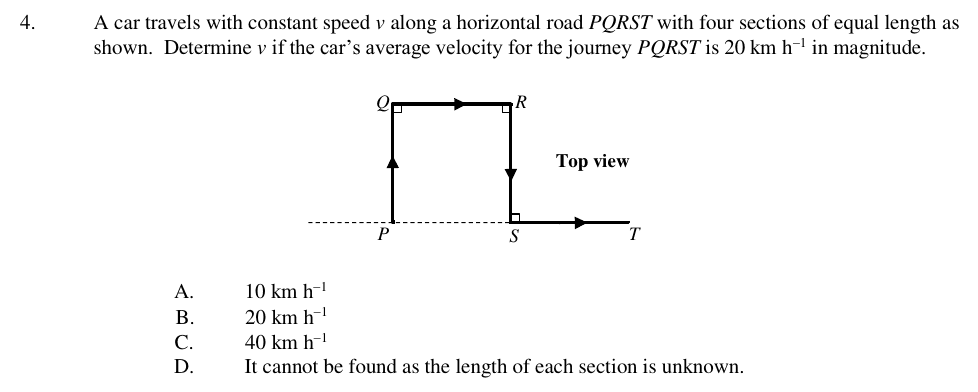 4. A car travels with constant speed v along a horizontal road PQRST with four sections of equal length as
shown. Determine v if the car’s average velocity for the journey PQRST is 20 km h⁻¹ in magnitude.
Q R
Top view
P S T
A. 10 km h⁻¹
B. 20 km h⁻¹
C. 40 km h⁻¹
D. It cannot be found as the length of each section is unknown.